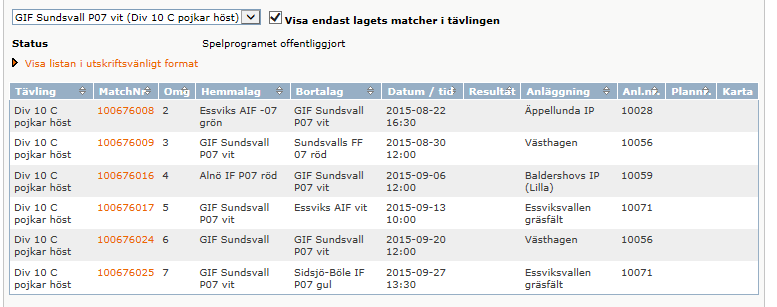 GIF Sundsvall P07 vit (Div 10 C pojkar höst) Visa endast lagets matcher i tävlingen
Status Spelprogramet offentliggjort
Visa listan i utskriftsvänligt format
Tävling MatchNr Omg Hemmalag Bortalag Datum / tid Resultat Anläggning Anl.nr. Plannr. Karta
Div 10 C 100676008 2 Essviks AIF -07 GIF Sundsvall 2015-08-22 Äppellunda IP 10028
pojkar höst grön P07 vit 16:30
Div 10 C 100676009 3 GIF Sundsvall Sundsvalls FF 2015-08-30 Västhagen 10056
pojkar höst P07 vit 07 röd 12:00
Div 10 C 100676016 4 Alnö IF P07 röd GIF Sundsvall 2015-09-06 Baldershovs IP 10059
pojkar höst P07 vit 12:00 (Lilla)
Div 10 C 100676017 5 GIF Sundsvall Essviks AIF vit 2015-09-13 Essviksvallen 10071
pojkar höst P07 vit 10:00 gräsfält
Div 10 C 100676024 6 GIF Sundsvall GIF Sundsvall 2015-09-20 Västhagen 10056
pojkar höst P07 vit 12:00
Div 10 C 100676025 7 GIF Sundsvall Sidsjö-Böle IF 2015-09-27 Essviksvallen 10071
pojkar höst P07 vit P07 gul 13:30 gräsfält